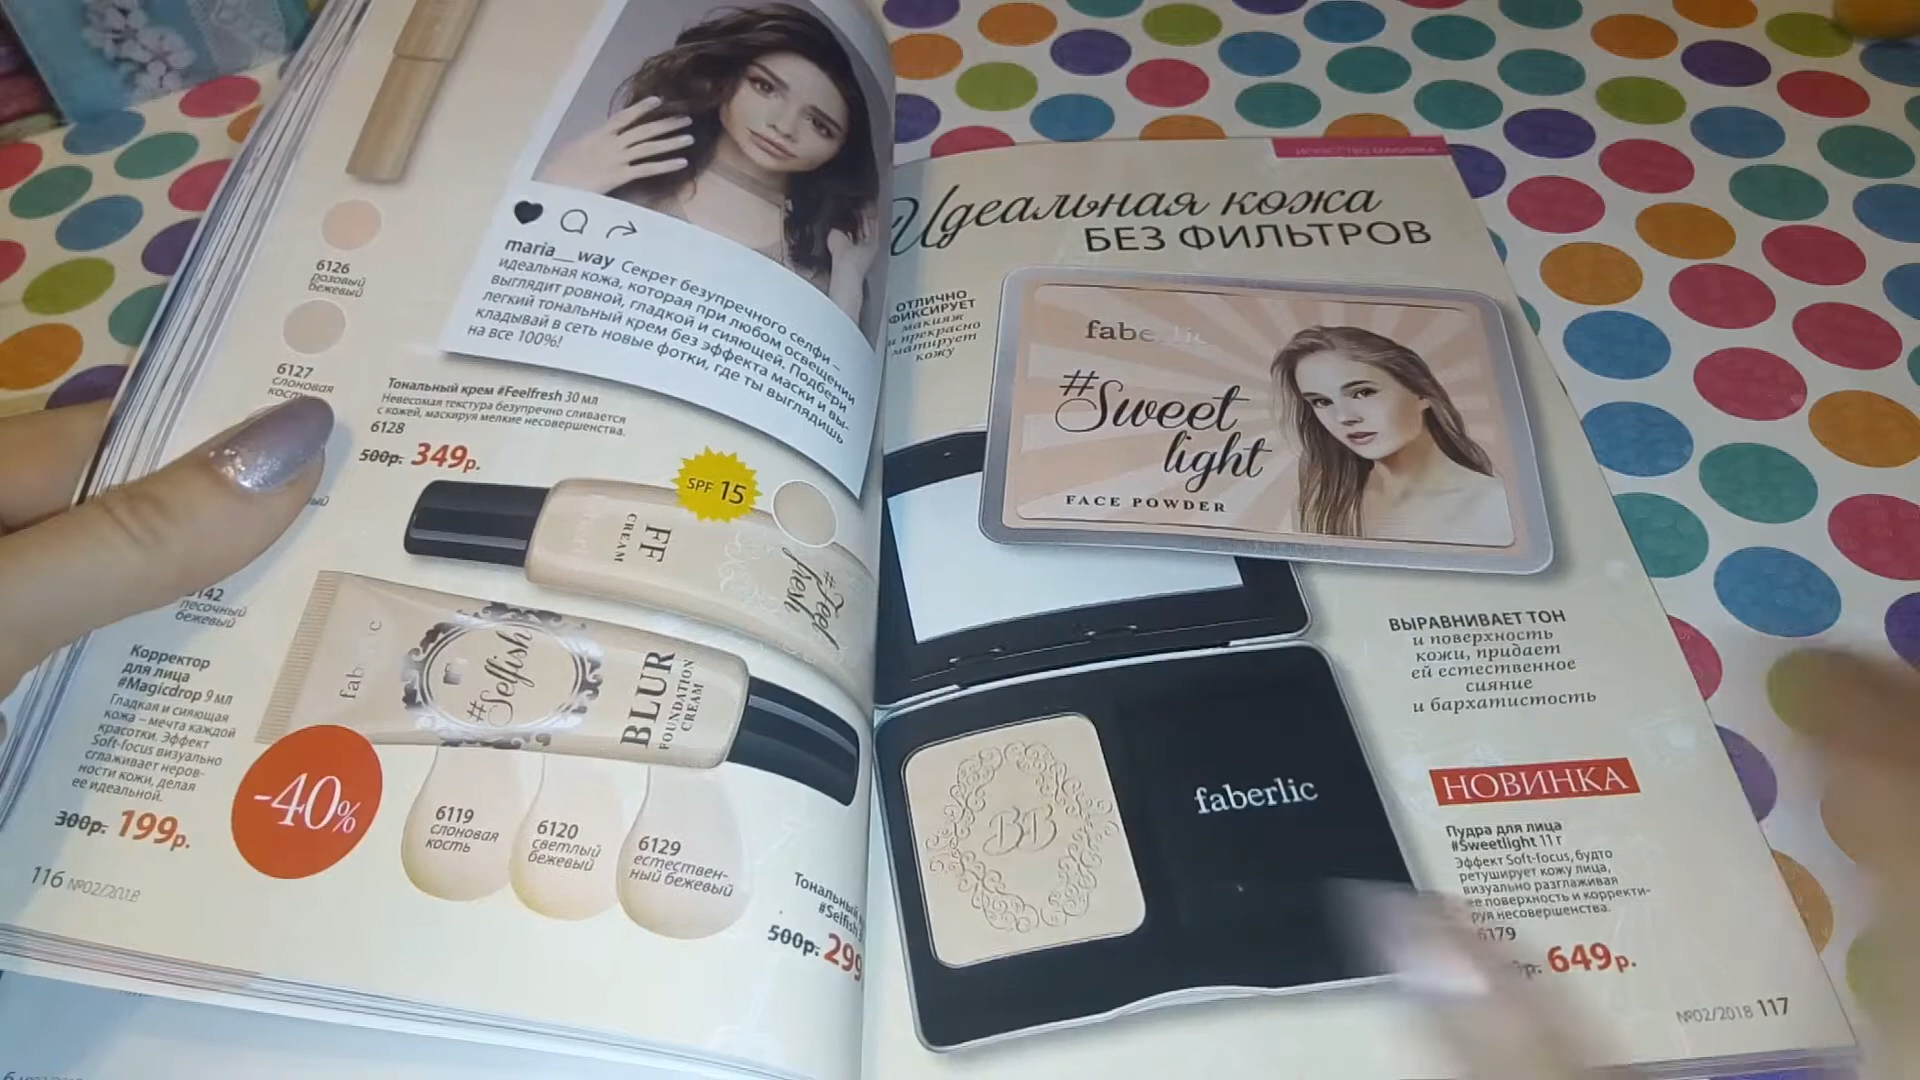 6126
розовый
бежевый
6127
слоновая
maria__way Секрет безупречного селфи –
идеальная кожа, которая при любом освещении
выглядит ровной, гладкой и сияющей. Подбери
легкий тональный крем без эффекта маски и вы-
кладывай в сеть новые фотки, где ты выглядишь
на все 100%!
Тональный крем #Feelfresh 30 мл
Невесомая текстура безупречно сливается
с кожей, маскируя мелкие несовершенства.
6128
500р. 349р.
SPF 15
FF
CREAM
#Feel
fresh
faberlic
#Selfish
BLUR
FOUNDATION
CREAM
песочный
бежевый
Корректор
для лица
#Magicdrop 9 мл
Гладкая и сияющая
кожа – мечта каждой
красотки. Эффект
Soft-focus визуально
сглаживает неров-
ности кожи, делая
ее идеальной.
300р. 199р.
-40%
6119
слоновая
кость
6120
светлый
бежевый
6129
естествен-
ный бежевый
Тональный
#Selfish
500р. 299
116 №02/2018
Идеальная кожа
БЕЗ ФИЛЬТРОВ
ОТЛИЧНО
ФИКСИРУЕТ
макияж
и прекрасно
матирует
кожу
faberlic
#Sweet
light
FACE POWDER
ВЫРАВНИВАЕТ ТОН
и поверхность
кожи, придает
ей естественное
сияние
и бархатистость
BB
faberlic
НОВИНКА
Пудра для лица
#Sweetlight 11 г
Эффект Soft-focus, будто
ретуширует кожу лица,
визуально разглаживая
ее поверхность и корректи-
руя несовершенства.
6179
649р.
№02/2018 117